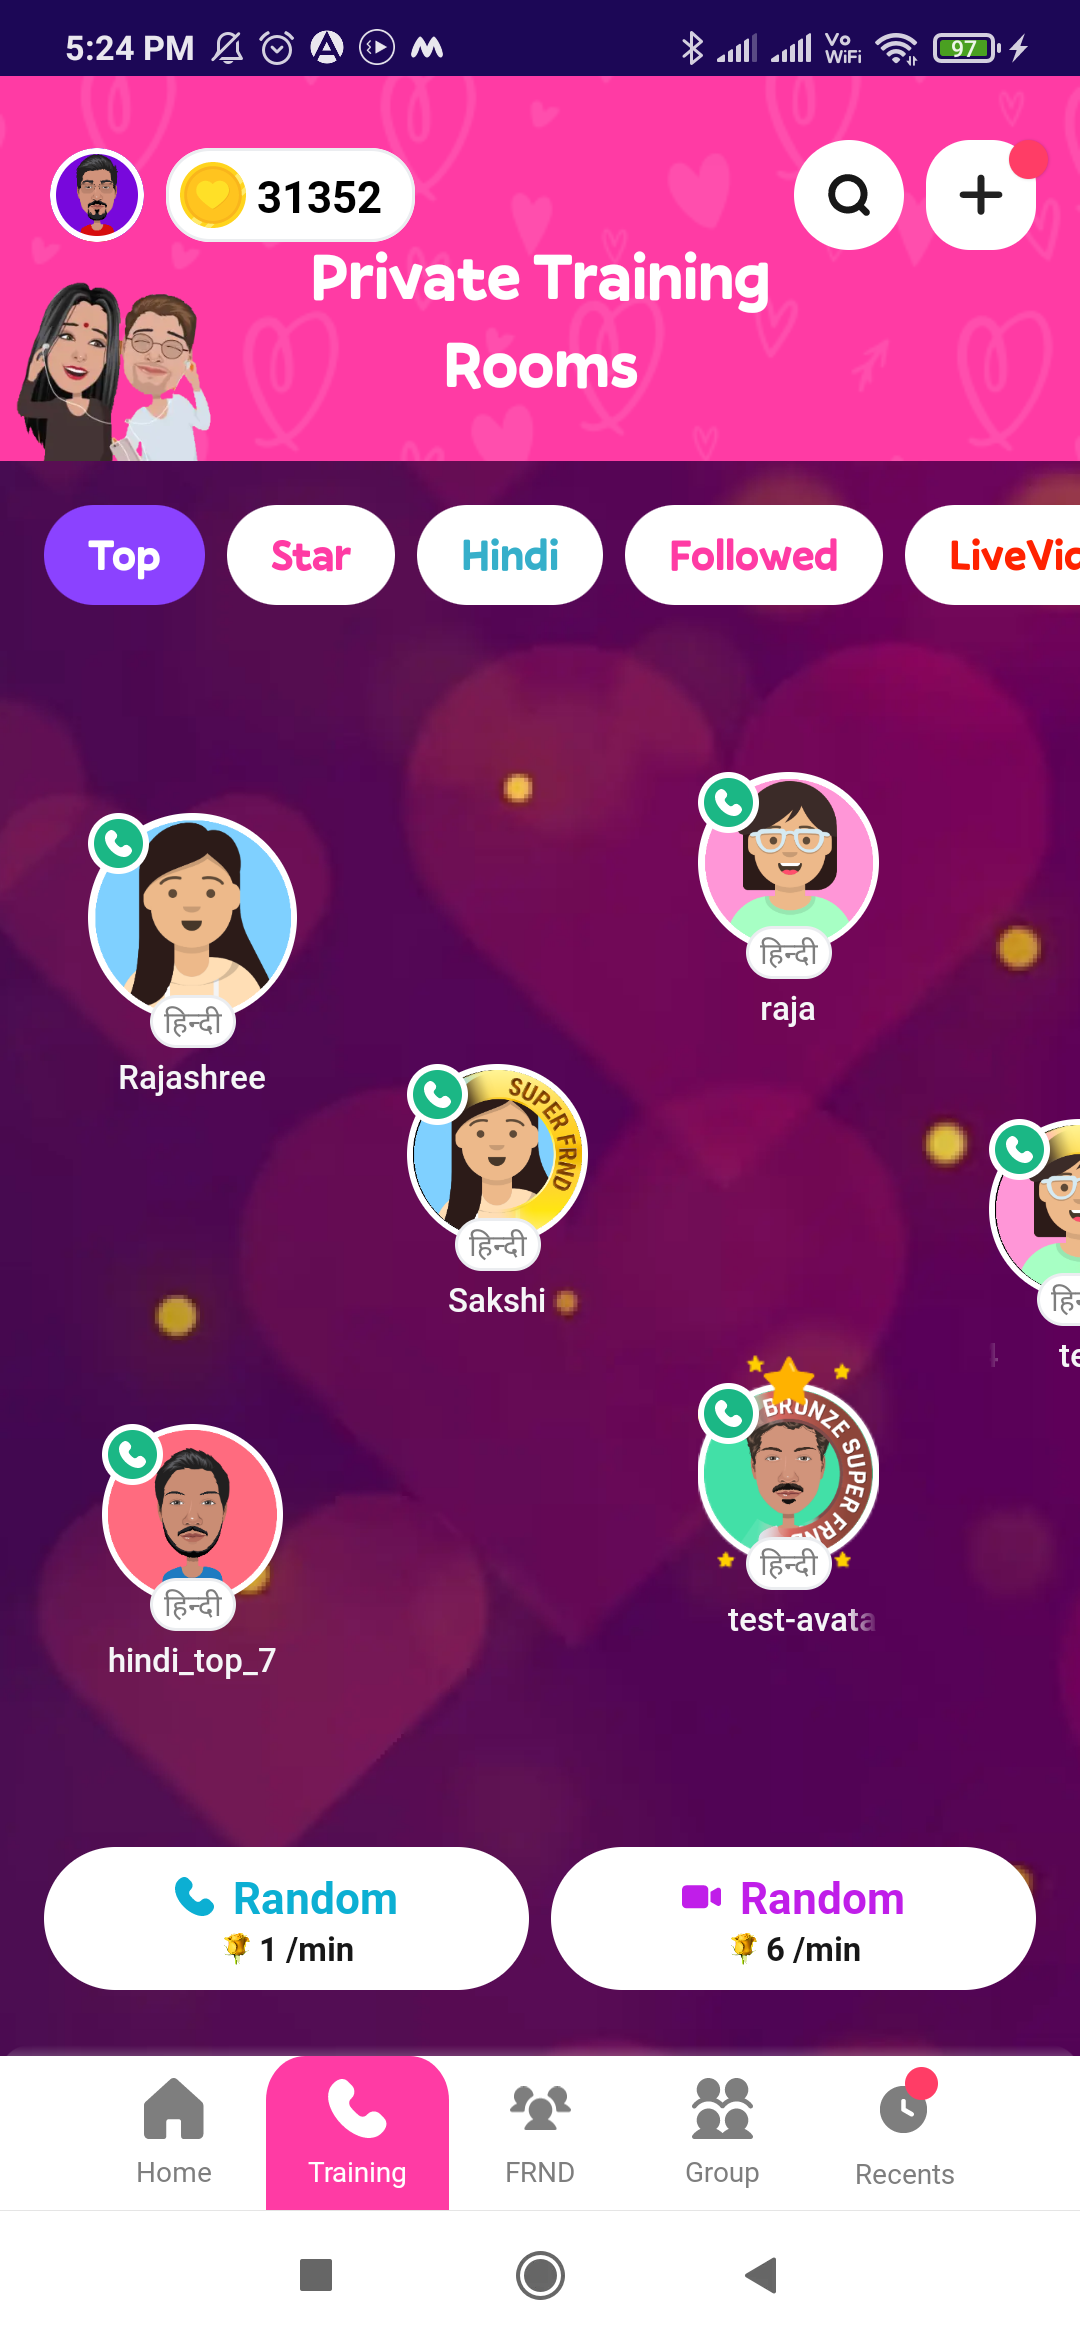 5:24 PM
Vo
WiFi
97
31352
Private Training
Rooms
Top
Star
Hindi
Followed
LiveVid
हिन्दी
raja
हिन्दी
Rajashree
SUPER FRND
हिन्दी
Sakshi
te
BRONZE SUPER FRND
हिन्दी
test-avata
हिन्दी
hindi_top_7
Random
1 /min
Random
6 /min
Home
Training
FRND
Group
Recents